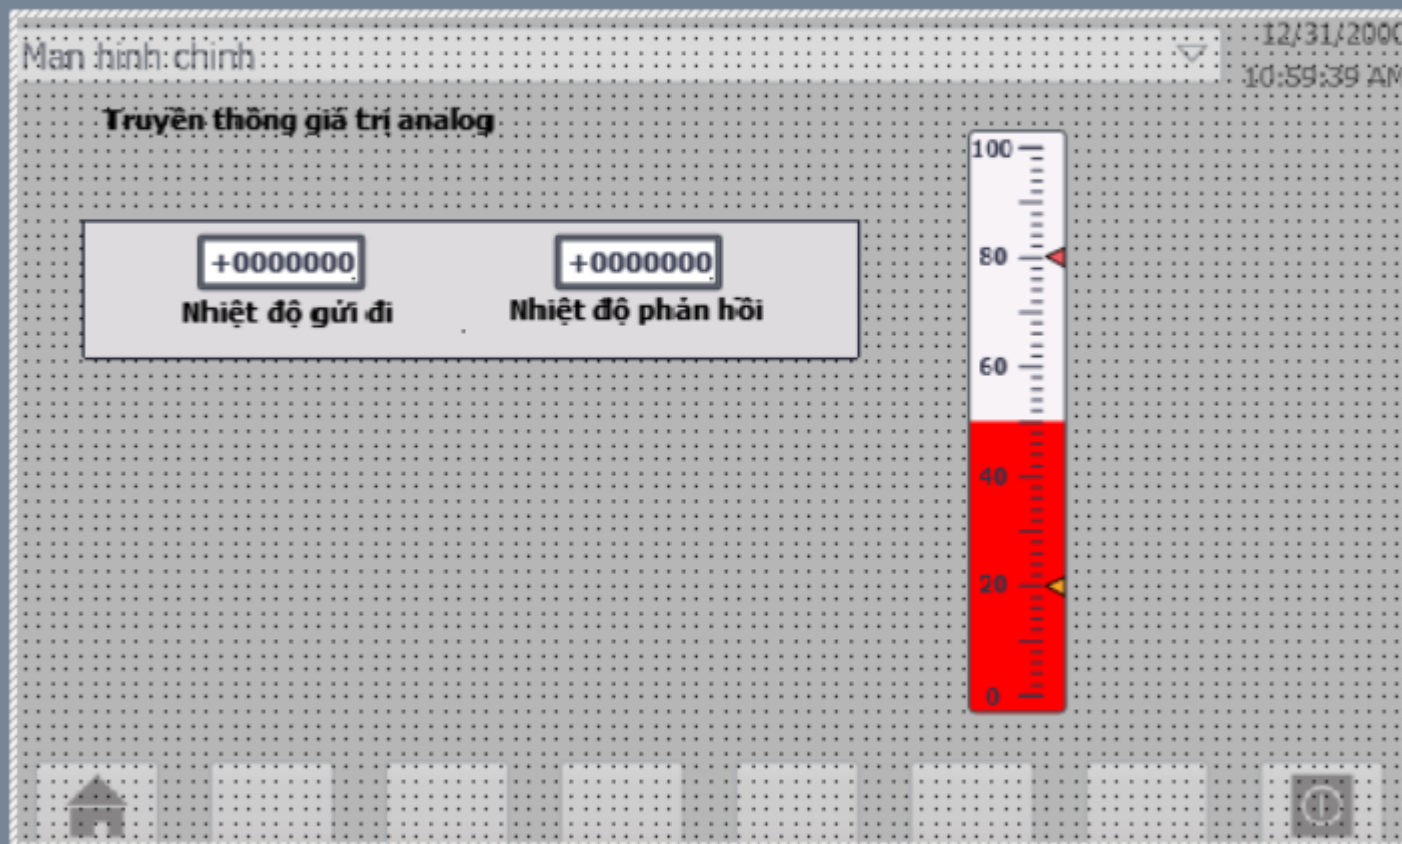 Man hinh chinh
12/31/2000
10:59:39 AM
Truyền thông giá trị analog
+0000000
+0000000
Nhiệt độ gửi đi
Nhiệt độ phản hồi
100
80
60
40
20
0